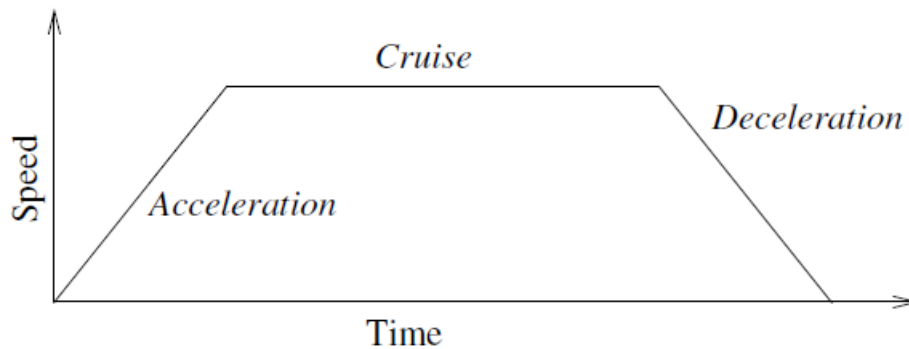 Cruise
Deceleration
Speed
Acceleration
Time